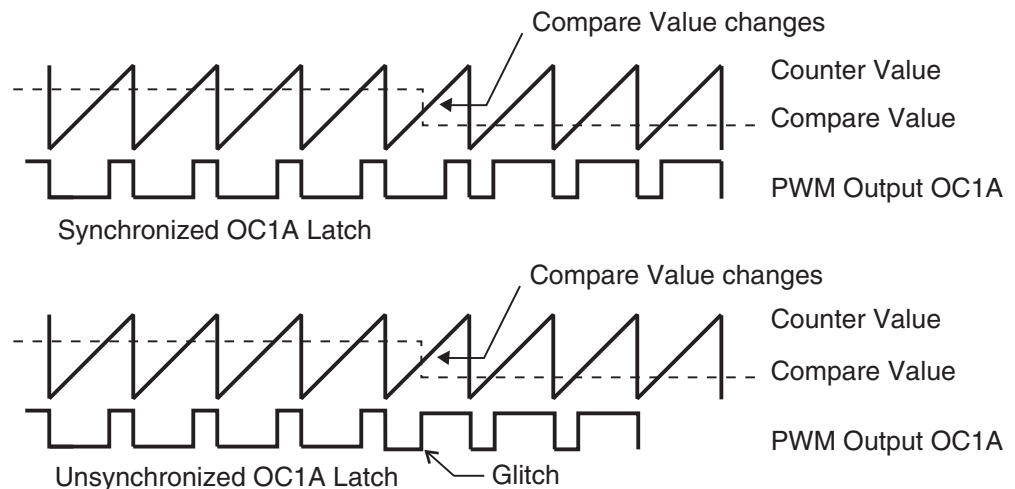 Compare Value changes
Counter Value
Compare Value
PWM Output OC1A
Synchronized OC1A Latch
Compare Value changes
Counter Value
Compare Value
PWM Output OC1A
Unsynchronized OC1A Latch
Glitch